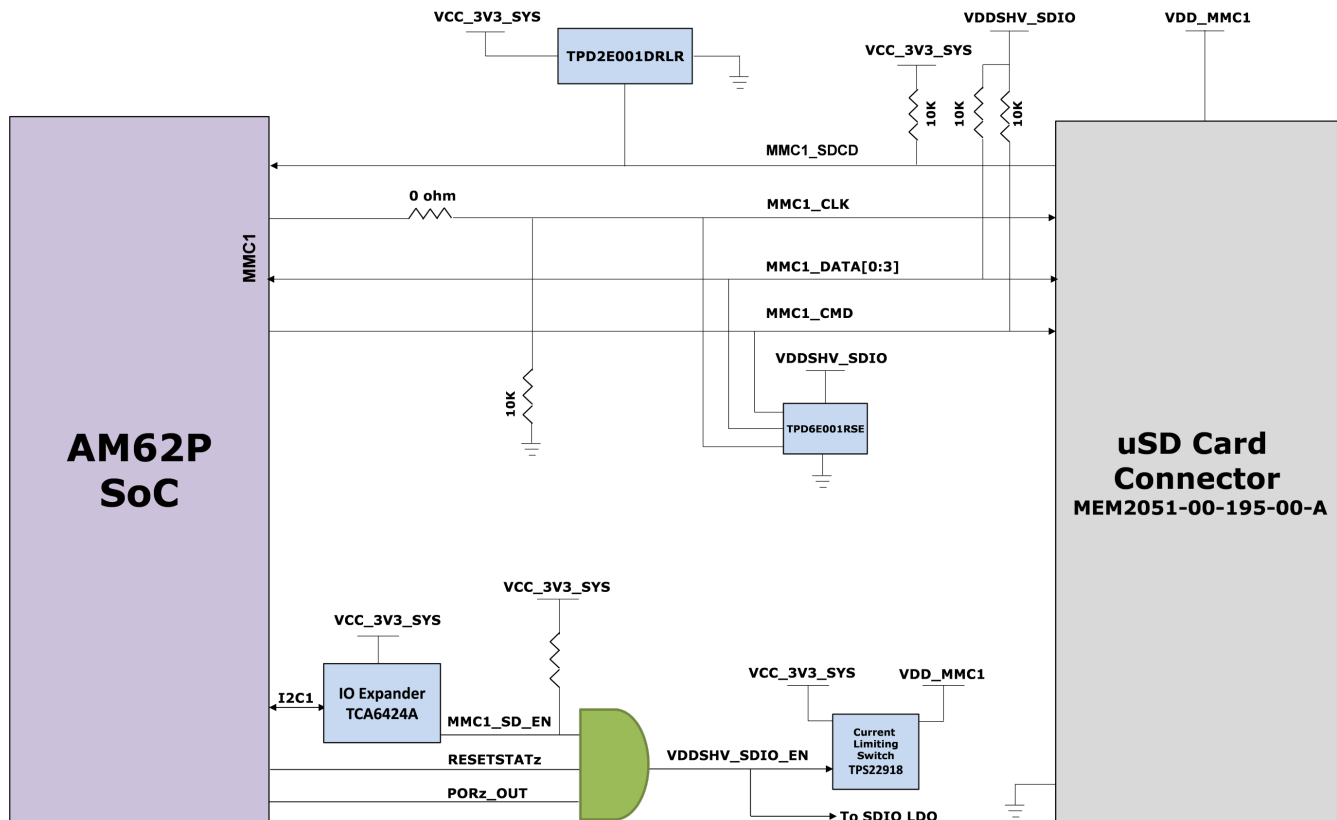 VCC_3V3_SYS
TPD2E001DRLR
VCC_3V3_SYS
VDDSHV_SDIO
VDD_MMC1
10K
10K
10K
MMC1_SDCD
0 ohm
MMC1_CLK
MMC1
MMC1_DATA[0:3]
MMC1_CMD
VDDSHV_SDIO
10K
TPD6E001RSE
AM62P
SoC
uSD Card
Connector
MEM2051-00-195-00-A
VCC_3V3_SYS
VCC_3V3_SYS
I2C1
IO Expander
TCA6424A
MMC1_SD_EN
RESETSTATz
PORz_OUT
VDDSHV_SDIO_EN
VCC_3V3_SYS
VDD_MMC1
Current
Limiting
Switch
TPS22918
To SDIO LDO